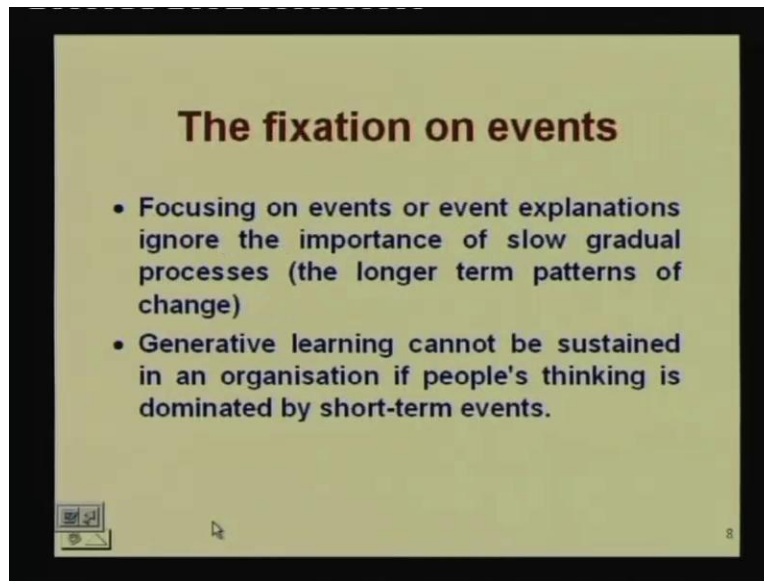 The fixation on events
• Focusing on events or event explanations
ignore the importance of slow gradual
processes (the longer term patterns of
change)
• Generative learning cannot be sustained
in an organisation if people's thinking is
dominated by short-term events.
8